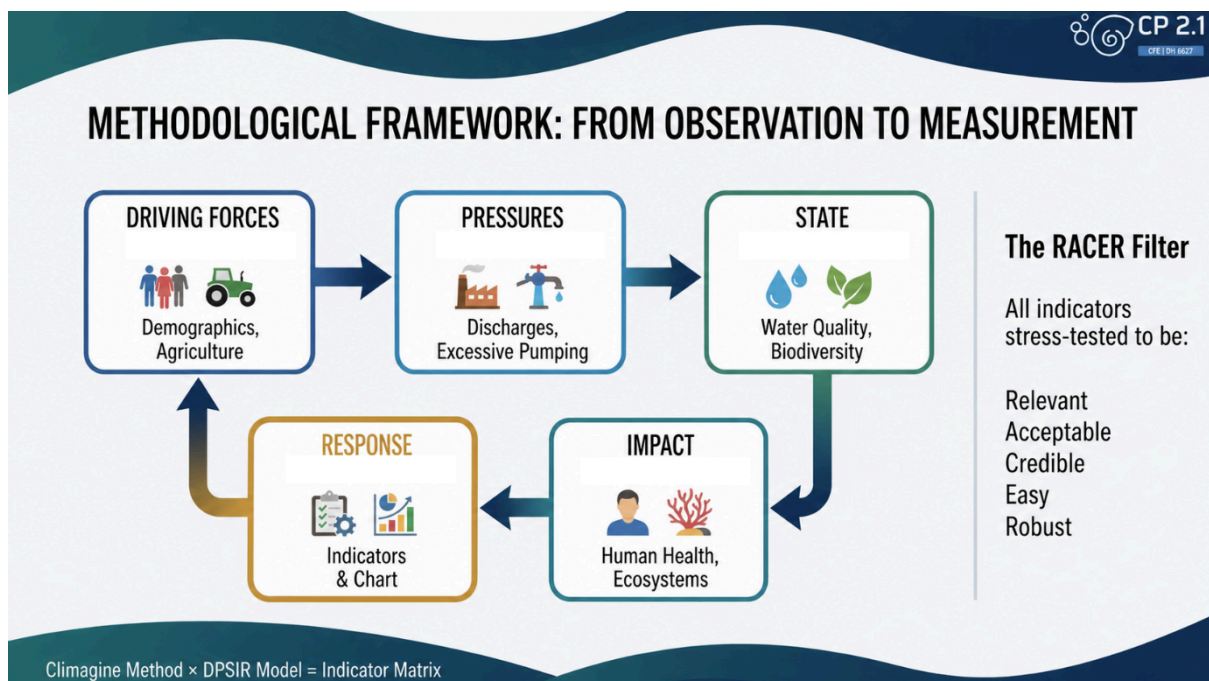 CP 2.1
CFE | DH 6627
METHODOLOGICAL FRAMEWORK: FROM OBSERVATION TO MEASUREMENT
DRIVING FORCES
Demographics,
Agriculture
PRESSURES
Discharges,
Excessive Pumping
STATE
Water Quality,
Biodiversity
IMPACT
Human Health,
Ecosystems
RESPONSE
Indicators
& Chart
The RACER Filter
All indicators
stress-tested to be:
Relevant
Acceptable
Credible
Easy
Robust
Climagine Method × DPSIR Model = Indicator Matrix